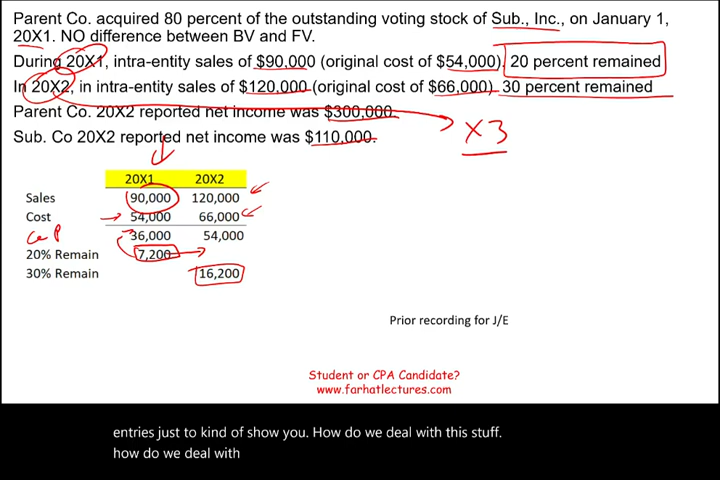 Parent Co. acquired 80 percent of the outstanding voting stock of Sub., Inc., on January 1,
20X1. NO difference between BV and FV.
During 20X1, intra-entity sales of $90,000 (original cost of $54,000), 20 percent remained
In 20X2, in intra-entity sales of $120,000 (original cost of $66,000) 30 percent remained
Parent Co. 20X2 reported net income was $300,000.
Sub. Co 20X2 reported net income was $110,000.
X3
20X1 20X2
Sales 90,000 120,000
Cost 54,000 66,000
GP 36,000 54,000
20% Remain 7,200
30% Remain 16,200
Prior recording for J/E
Student or CPA Candidate?
www.farhatlectures.com
entries just to kind of show you. How do we deal with this stuff.
how do we deal with